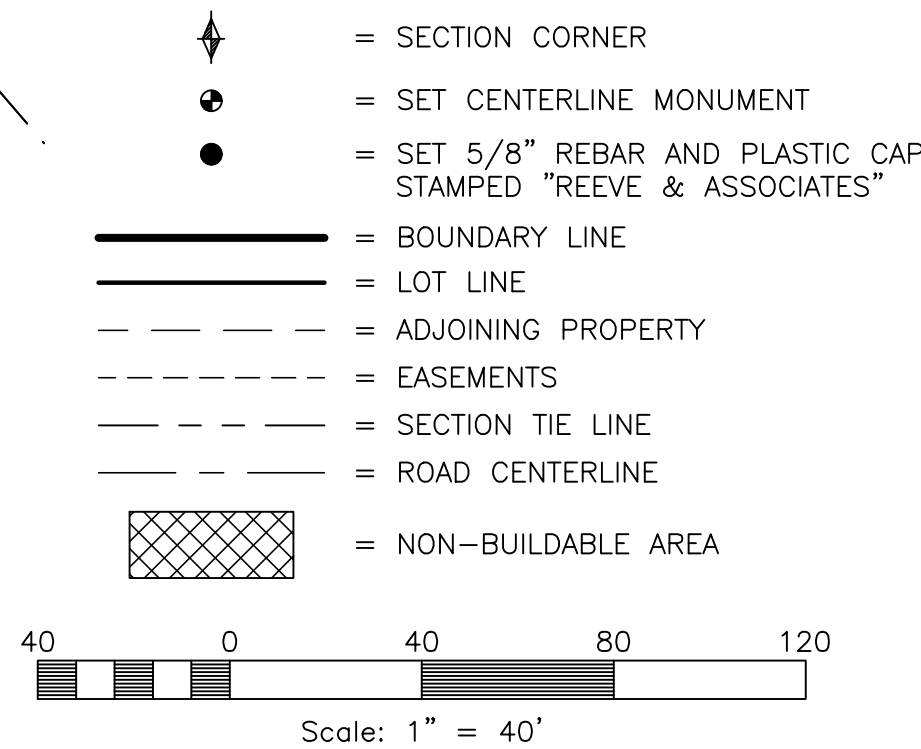 = SECTION CORNER
= SET CENTERLINE MONUMENT
= SET 5/8" REBAR AND PLASTIC CAP
STAMPED "REEVE & ASSOCIATES"
= BOUNDARY LINE
= LOT LINE
= ADJOINING PROPERTY
= EASEMENTS
= SECTION TIE LINE
= ROAD CENTERLINE
= NON-BUILDABLE AREA
40 0 40 80 120
Scale: 1" = 40'